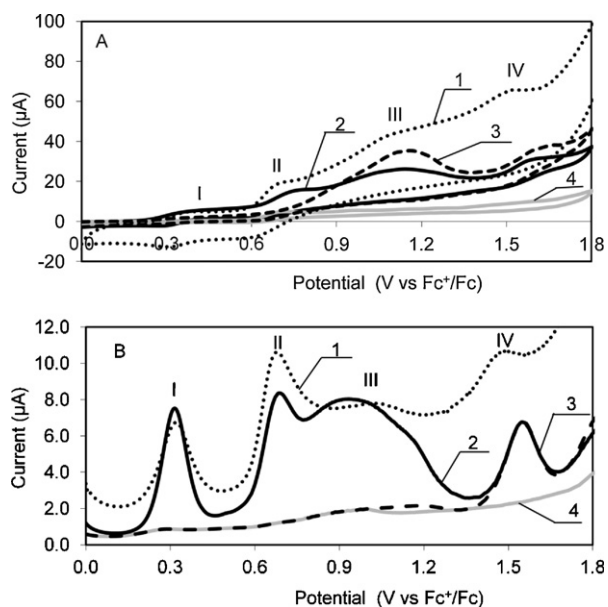 A
100
80
60
40
20
0
-20
Current (µA)
I
II
III
IV
1
2
3
4
0.0 0.3 0.6 0.9 1.2 1.5 1.8
Potential (V vs Fc⁺/Fc)
B
12.0
10.0
8.0
6.0
4.0
2.0
0.0
Current (µA)
I
II
III
IV
1
2
3
4
0.0 0.3 0.6 0.9 1.2 1.5 1.8
Potential (V vs Fc⁺/Fc)